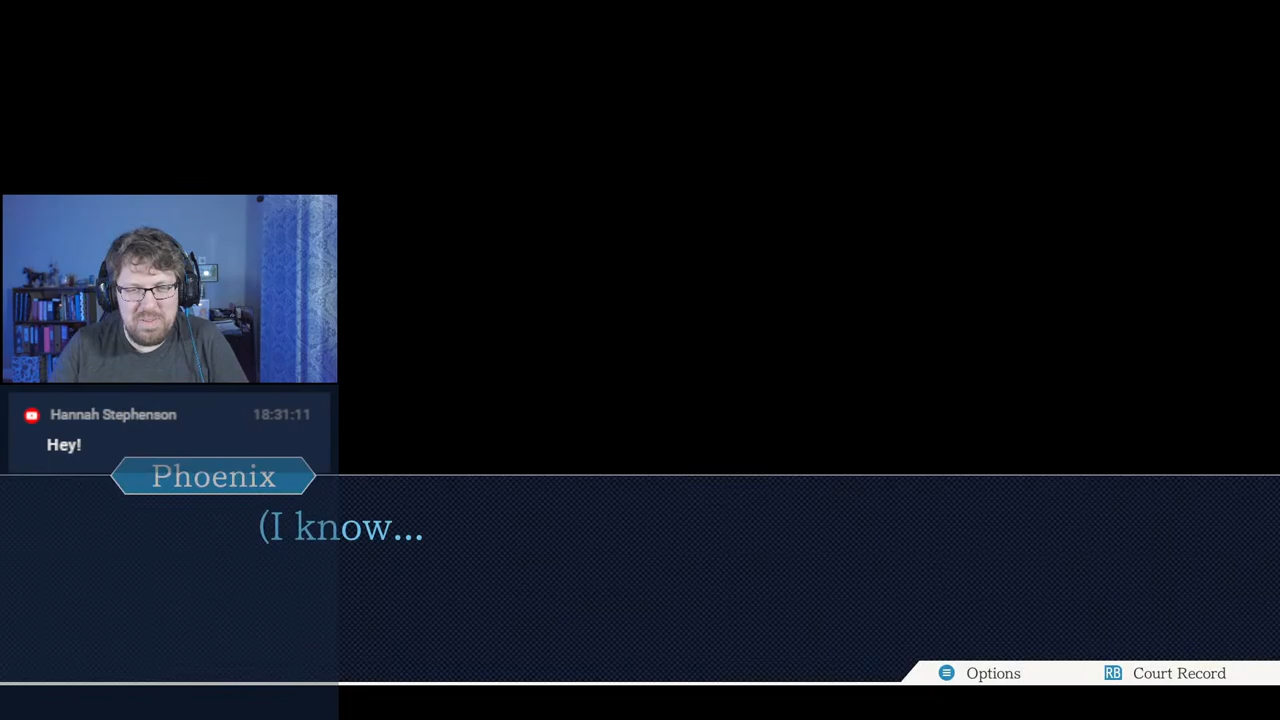 Hannah Stephenson 18:31:11
Hey!
Phoenix
(I know...
Options RB Court Record